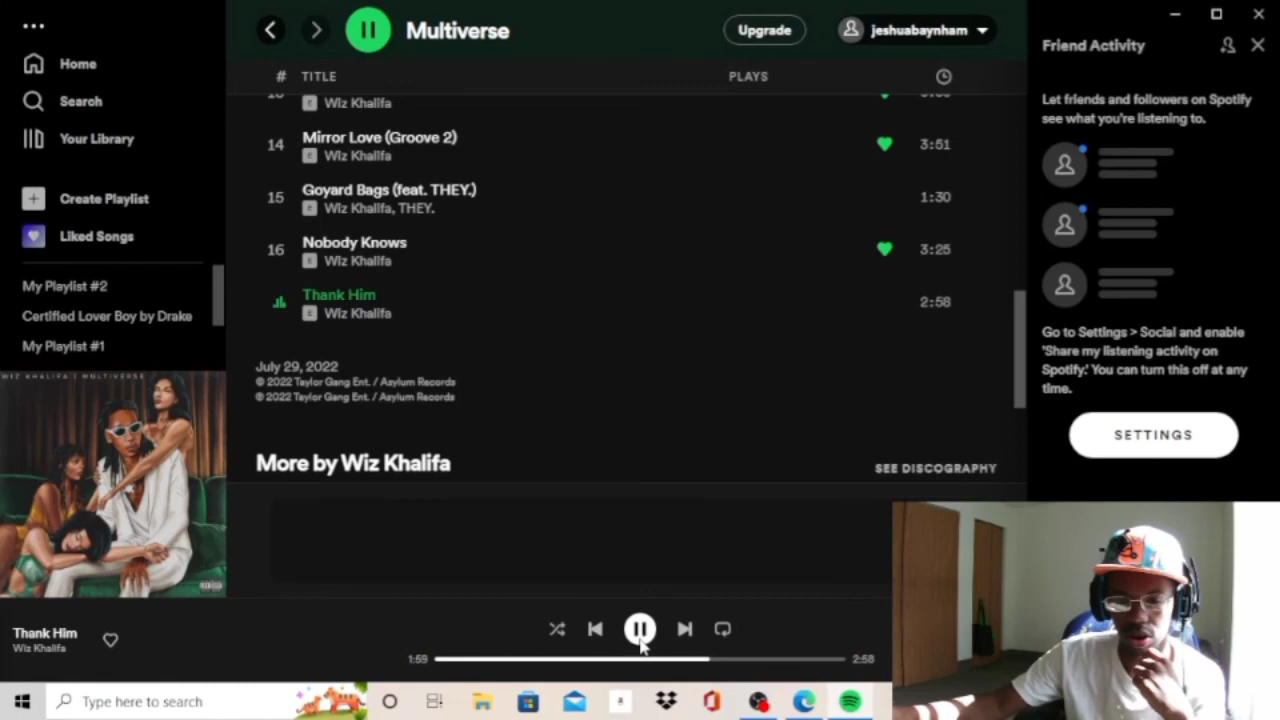 Multiverse
Upgrade
jeshuabaynham
Home
Search
Your Library
Create Playlist
Liked Songs
My Playlist #2
Certified Lover Boy by Drake
My Playlist #1
WIZ KHALIFA | MULTIVERSE
# TITLE PLAYS
E Wiz Khalifa
14 Mirror Love (Groove 2) 3:51
E Wiz Khalifa
15 Goyard Bags (feat. THEY.) 1:30
E Wiz Khalifa, THEY.
16 Nobody Knows 3:25
E Wiz Khalifa
Thank Him 2:58
E Wiz Khalifa
July 29, 2022
© 2022 Taylor Gang Ent. / Asylum Records
℗ 2022 Taylor Gang Ent. / Asylum Records
More by Wiz Khalifa
SEE DISCOGRAPHY
Friend Activity
Let friends and followers on Spotify
see what you're listening to.
Go to Settings > Social and enable
'Share my listening activity on
Spotify.' You can turn this off at any
time.
SETTINGS
Thank Him
Wiz Khalifa
1:59
2:58
Type here to search